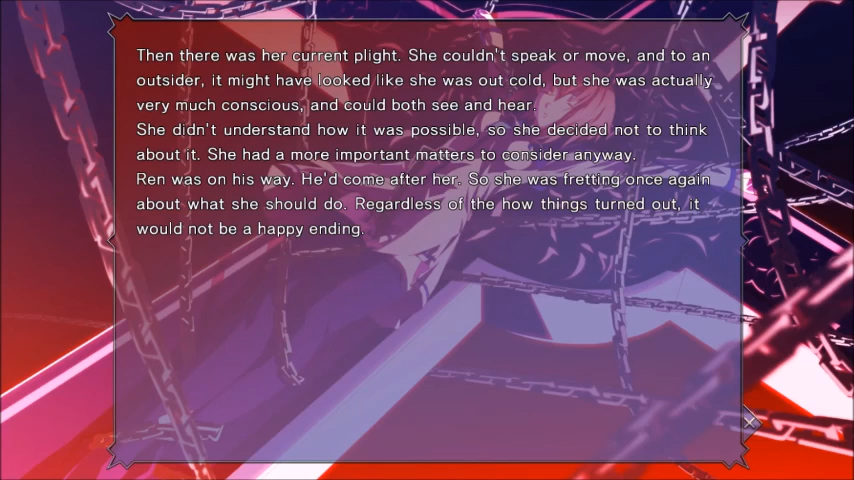 Then there was her current plight. She couldn't speak or move, and to an
outsider, it might have looked like she was out cold, but she was actually
very much conscious, and could both see and hear.
She didn't understand how it was possible, so she decided not to think
about it. She had a more important matters to consider anyway.
Ren was on his way. He'd come after her. So she was fretting once again
about what she should do. Regardless of the how things turned out, it
would not be a happy ending.